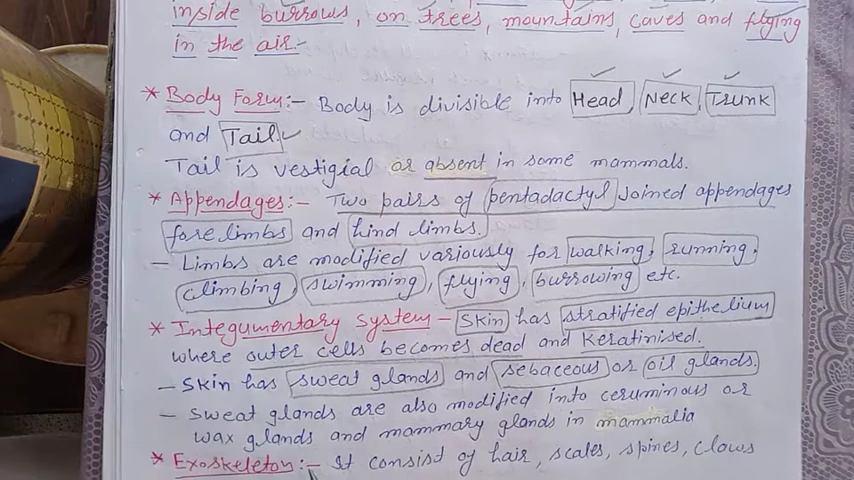 inside burrows, on trees, mountains, caves and flying
in the air.-
* Body Form:- Body is divisible into Head, Neck, Trunk
and Tail.
Tail is vestigial or absent in some mammals.
* Appendages:- Two pairs of pentadactyl joined appendages
fore limbs and hind limbs.
- Limbs are modified variously for walking, running,
climbing, swimming, flying, burrowing etc.
* Integumentary System - Skin has stratified epithelium
where outer cells becomes dead and Keratinised.
- Skin has sweat glands and sebaceous or oil glands.
- Sweat glands are also modified into ceruminous or
wax glands and mammary glands in mammalia
* Exoskeleton:- It consist of hair, scales, spines, claws